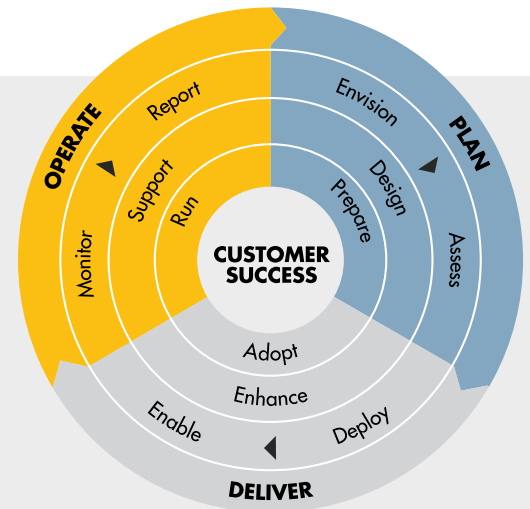 OPERATE
Report
Support
Run
Monitor
PLAN
Envision
Design
Prepare
Assess
CUSTOMER
SUCCESS
Adopt
Enhance
Enable
Deploy
DELIVER